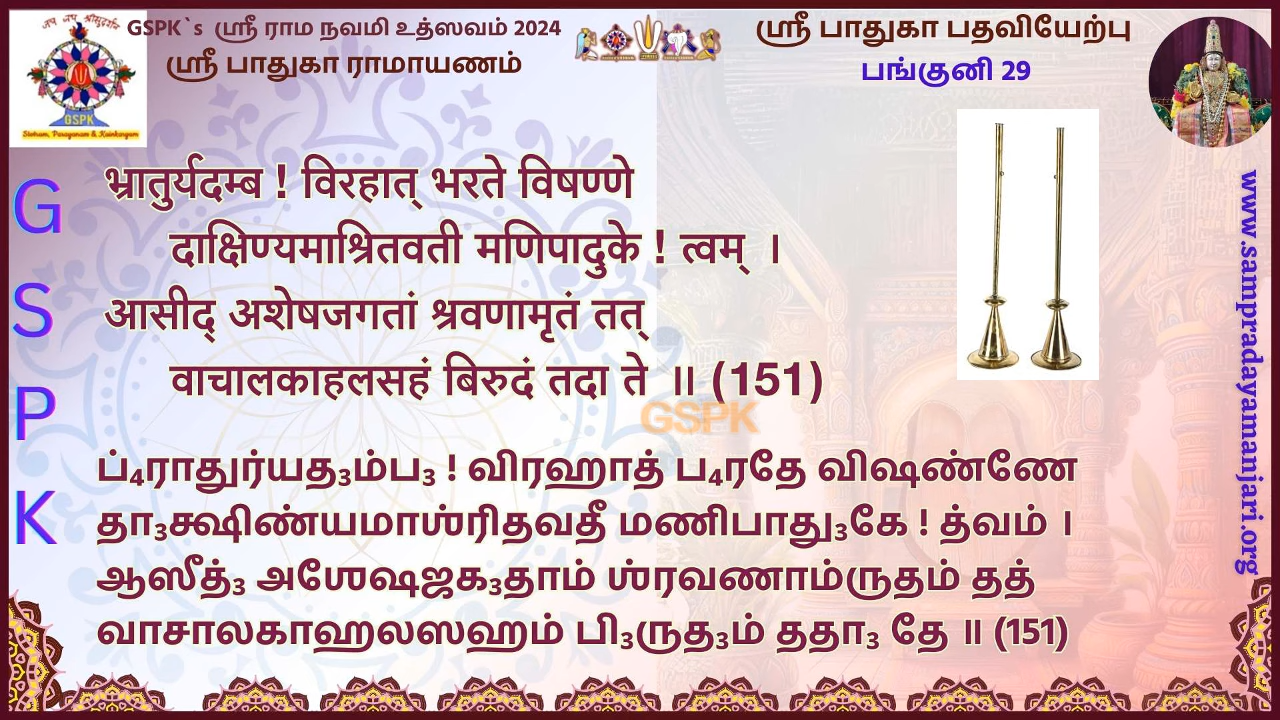 GSPK`s ஸ்ரீ ராம நவமி உத்ஸவம் 2024
ஸ்ரீ பாதுகா ராமாயணம்
ஸ்ரீ பாதுகா பதவியேற்பு
பங்குனி 29
GSPK
Stotram, Parayanam & Kainkaryam
G
S
P
K
भ्रातुर्यदम्ब ! विरहात् भरते विषण्णे
दाक्षिण्यमाश्रितवती मणिपादुके ! त्वम् ।
आसीद् अशेषजगतां श्रवणामृतं तत्
वाचालकाहलसहं बिरुदं तदा ते ॥ (151)
GSPK
ப்₄ராதுர்யத₃ம்ப₃ ! விரஹாத் ப₄ரதே விஷண்ணே
தா₃க்ஷிண்யமாஶ்ரிதவதீ மணிபாது₃கே ! த்வம் ।
ஆஸீத்₃ அஶேஷஜக₃தாம் ஶ்ரவணாம்ருதம் தத்
வாசாலகாஹலஸஹம் பி₃ருத₃ம் ததா₃ தே ॥ (151)
www.sampradayamanjari.org